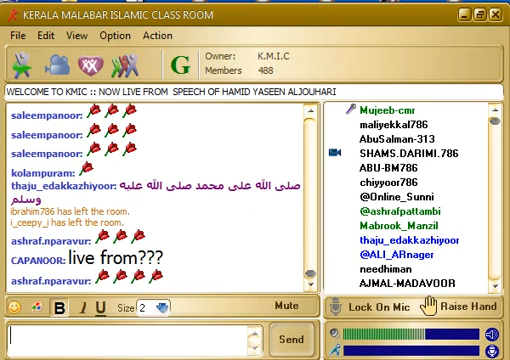 KERALA MALABAR ISLAMIC CLASS ROOM
File Edit View Option Action
G
Owner: K.M.I.C
Members 488
WELCOME TO KMIC :: NOW LIVE FROM SPEECH OF HAMID YASEEN ALJOUHARI
saleempanoor:
saleempanoor:
saleempanoor:
kolampuram:
thaju_edakkazhiyoor: صلى الله على محمد صلى الله عليه
وسلم
ibrahim786 has left the room.
i_ceepy_i has left the room.
ashraf.nparavur:
CAPANOOR: live from???
ashraf.nparavur:
Mujeeb-cmr
maliyekkal786
AbuSalman-313
SHAMS.DARIMI.786
ABU-BM786
chiyyoor786
@Online_Sunni
@ashrafpattambi
Mabrook_Manzil
thaju_edakkazhiyoor
@ALI_ARnager
needhiman
AJMAL-MADAVOOR
B I U Size 2 Mute
Lock On Mic Raise Hand
Send